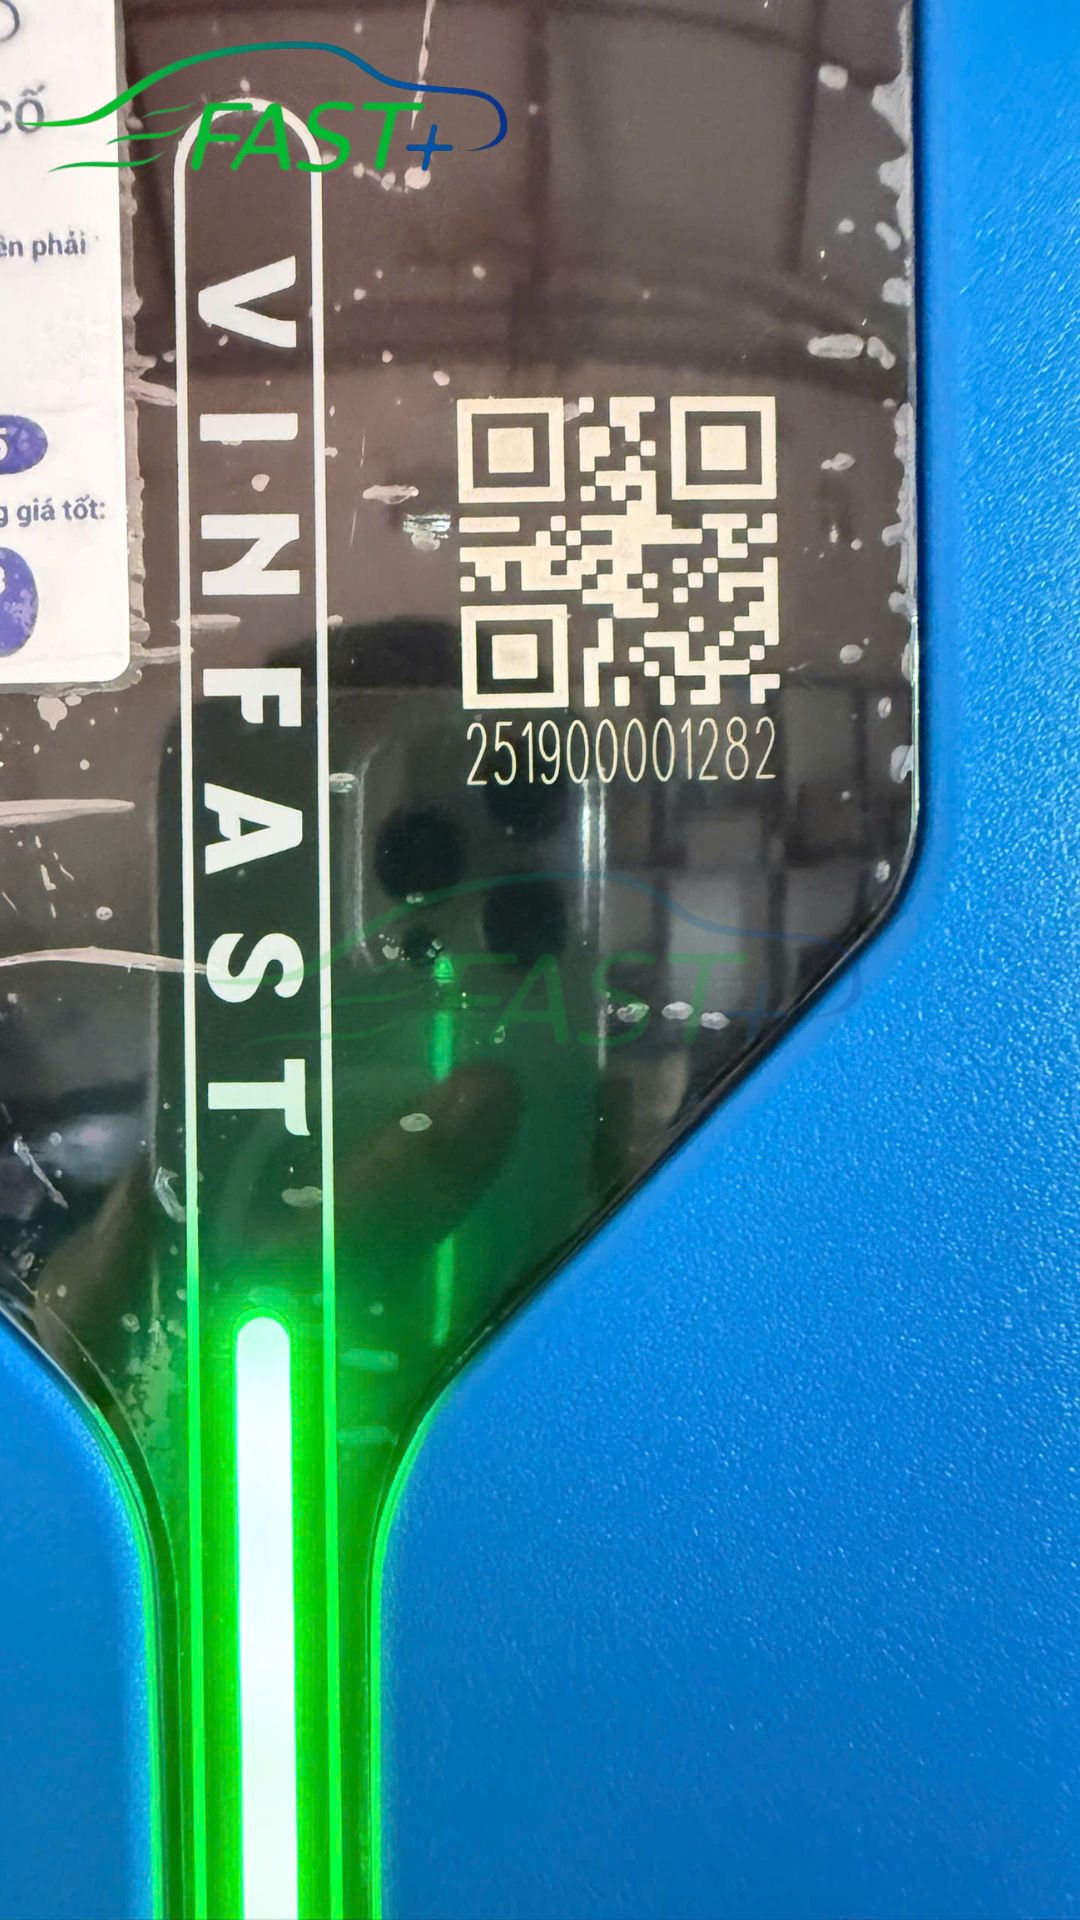 CỐ
FAST+
ên phải
g giá tốt:
VINFAST
251900001282
FAST+